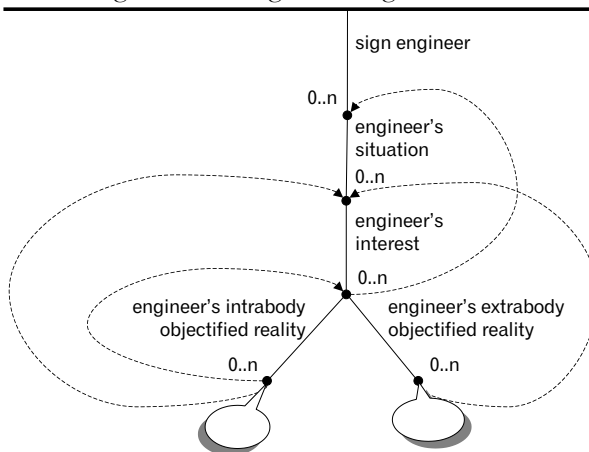 sign engineer
0..n
engineer's
situation
0..n
engineer's
interest
0..n
engineer's intrabody
objectified reality
engineer's extrabody
objectified reality
0..n
0..n